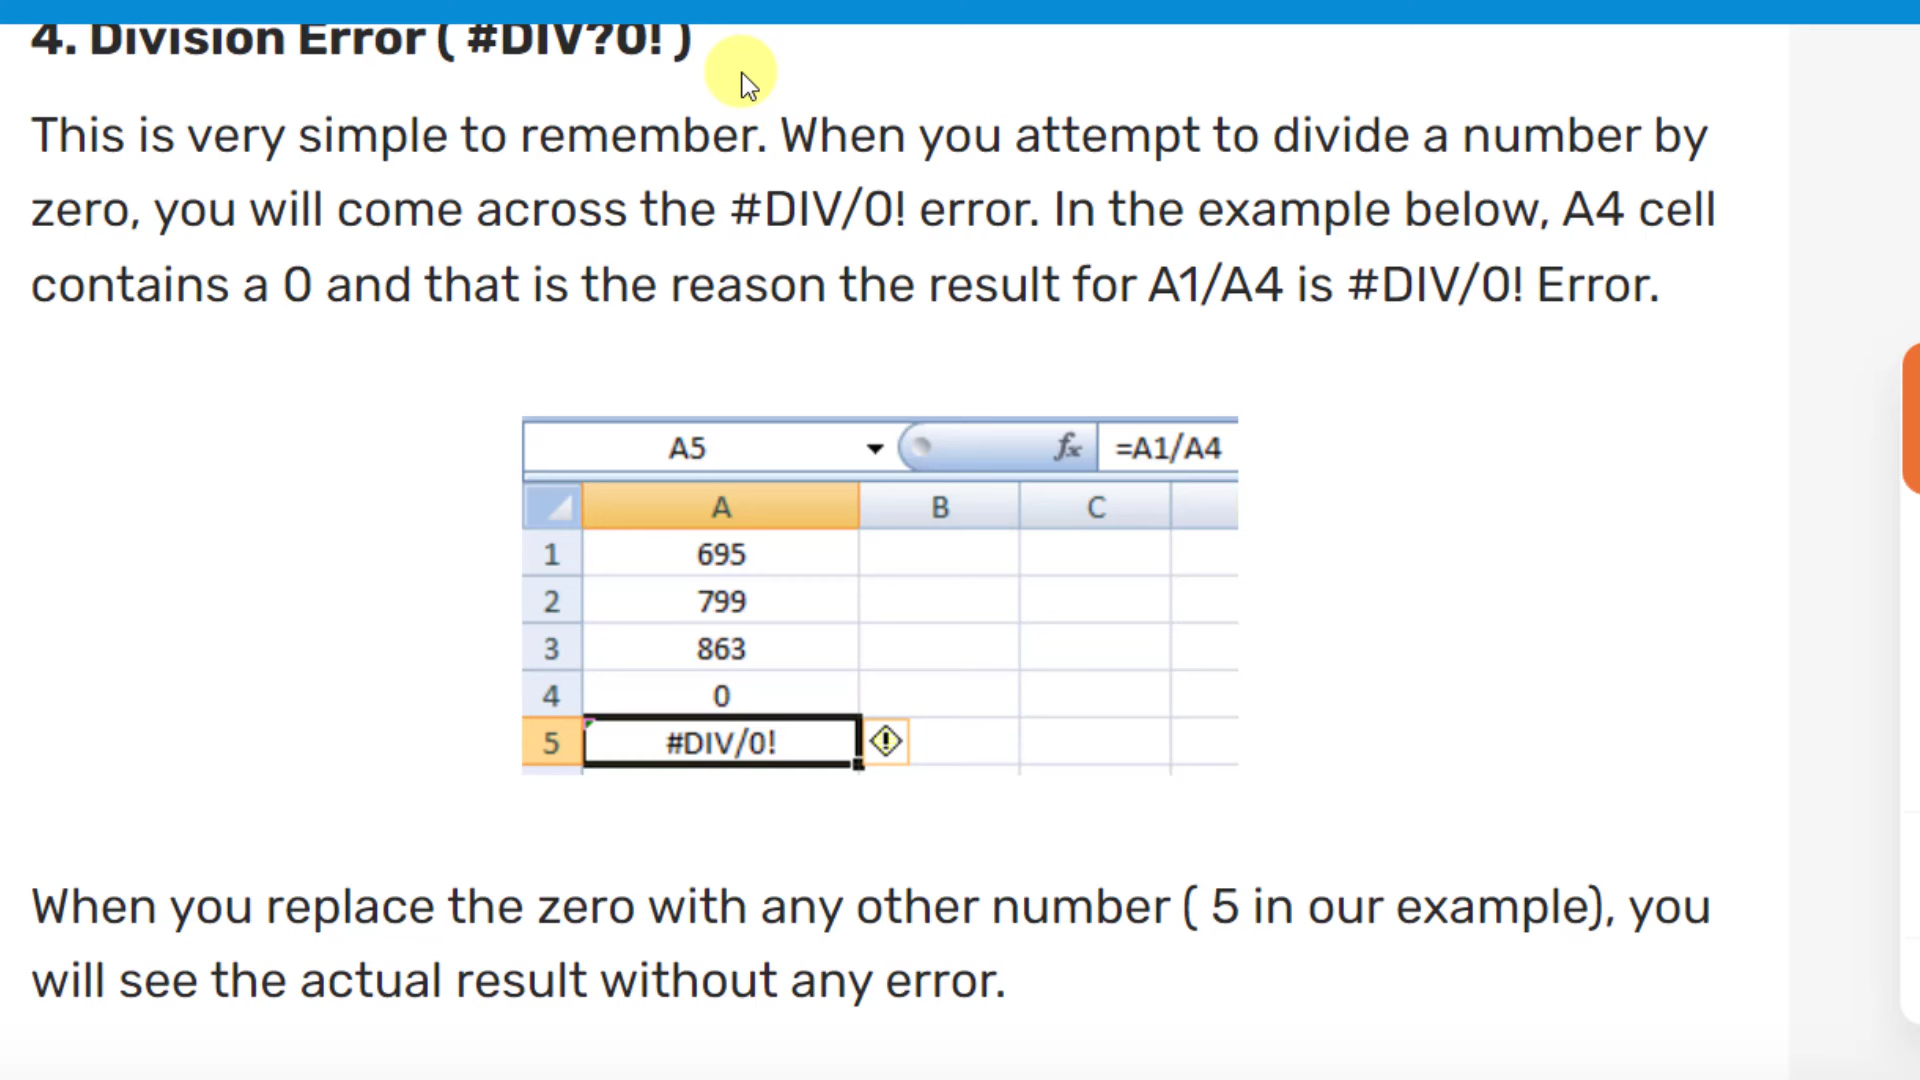 4. Division Error ( #DIV?0! )
This is very simple to remember. When you attempt to divide a number by
zero, you will come across the #DIV/0! error. In the example below, A4 cell
contains a 0 and that is the reason the result for A1/A4 is #DIV/0! Error.
A5 fx =A1/A4
A B C
1 695
2 799
3 863
4 0
5 #DIV/0!
When you replace the zero with any other number ( 5 in our example), you
will see the actual result without any error.